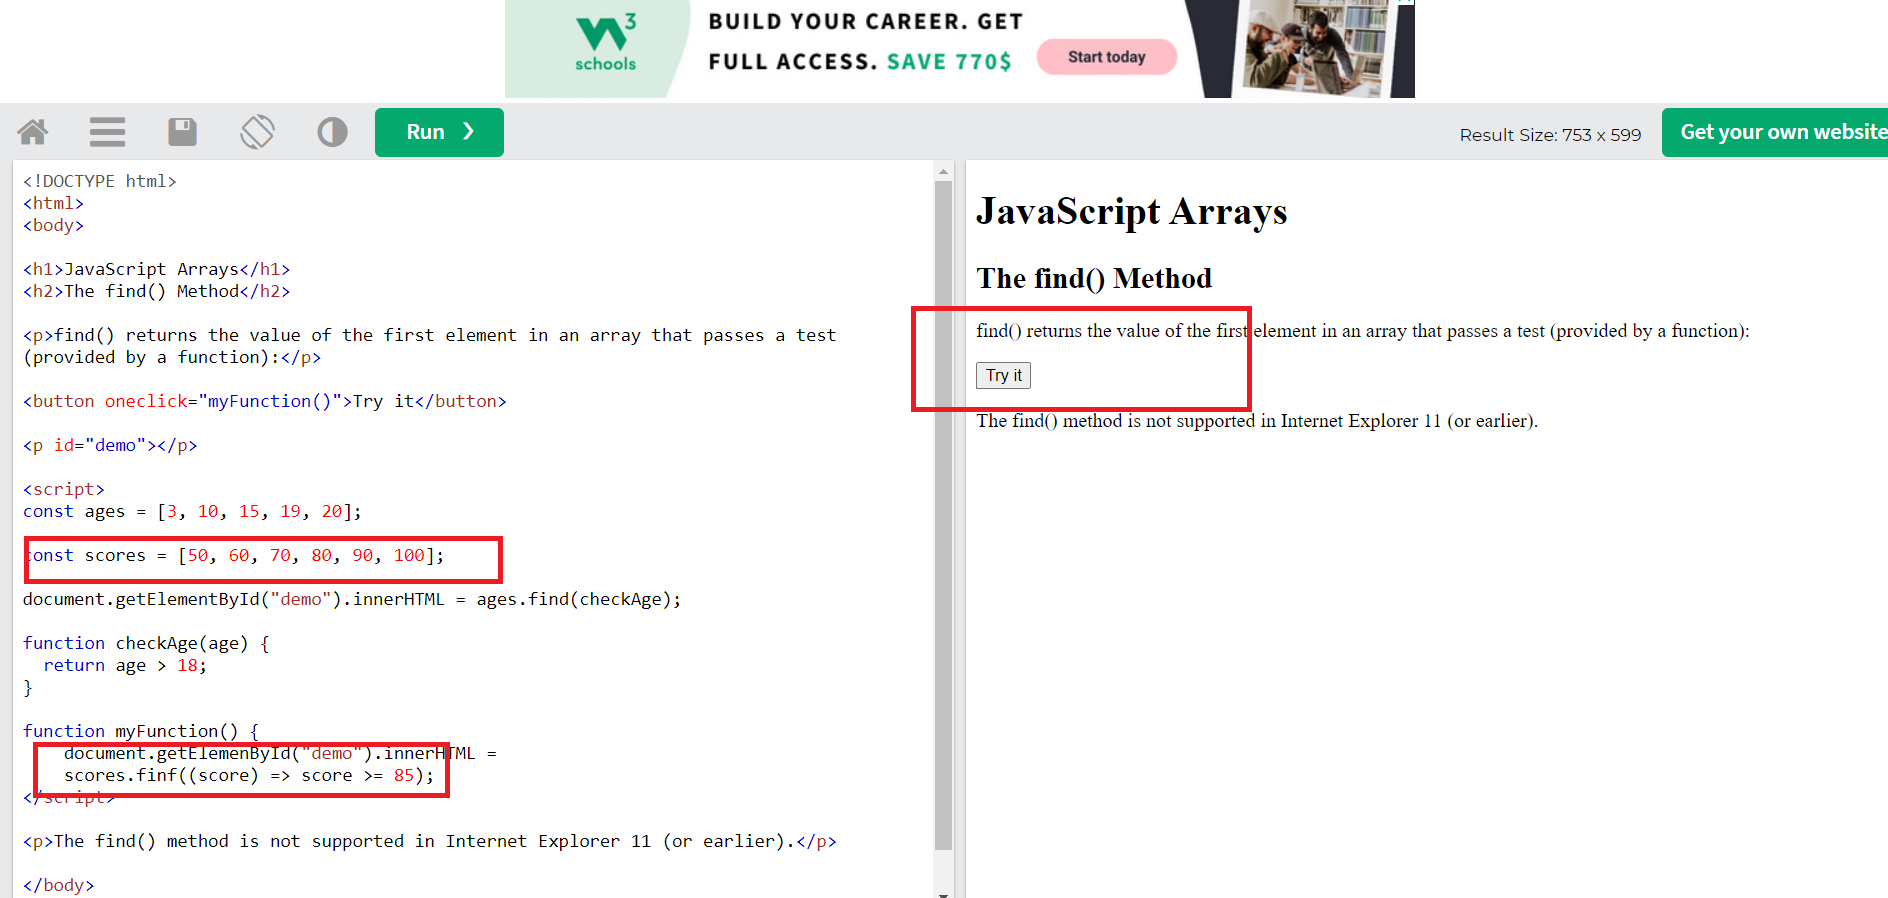 3
schools
BUILD YOUR CAREER. GET
FULL ACCESS. SAVE 770$
Start today
Run ❯
Result Size: 753 x 599
Get your own website
<!DOCTYPE html>
<html>
<body>
<h1>JavaScript Arrays</h1>
<h2>The find() Method</h2>
<p>find() returns the value of the first element in an array that passes a test
(provided by a function):</p>
<button oneclick="myFunction()">Try it</button>
<p id="demo"></p>
<script>
const ages = [3, 10, 15, 19, 20];
const scores = [50, 60, 70, 80, 90, 100];
document.getElementById("demo").innerHTML = ages.find(checkAge);
function checkAge(age) {
return age > 18;
}
function myFunction() {
document.getElemenById("demo").innerHTML =
scores.finf((score) => score >= 85);
</script>
<p>The find() method is not supported in Internet Explorer 11 (or earlier).</p>
</body>
JavaScript Arrays
The find() Method
find() returns the value of the first element in an array that passes a test (provided by a function):
Try it
The find() method is not supported in Internet Explorer 11 (or earlier).